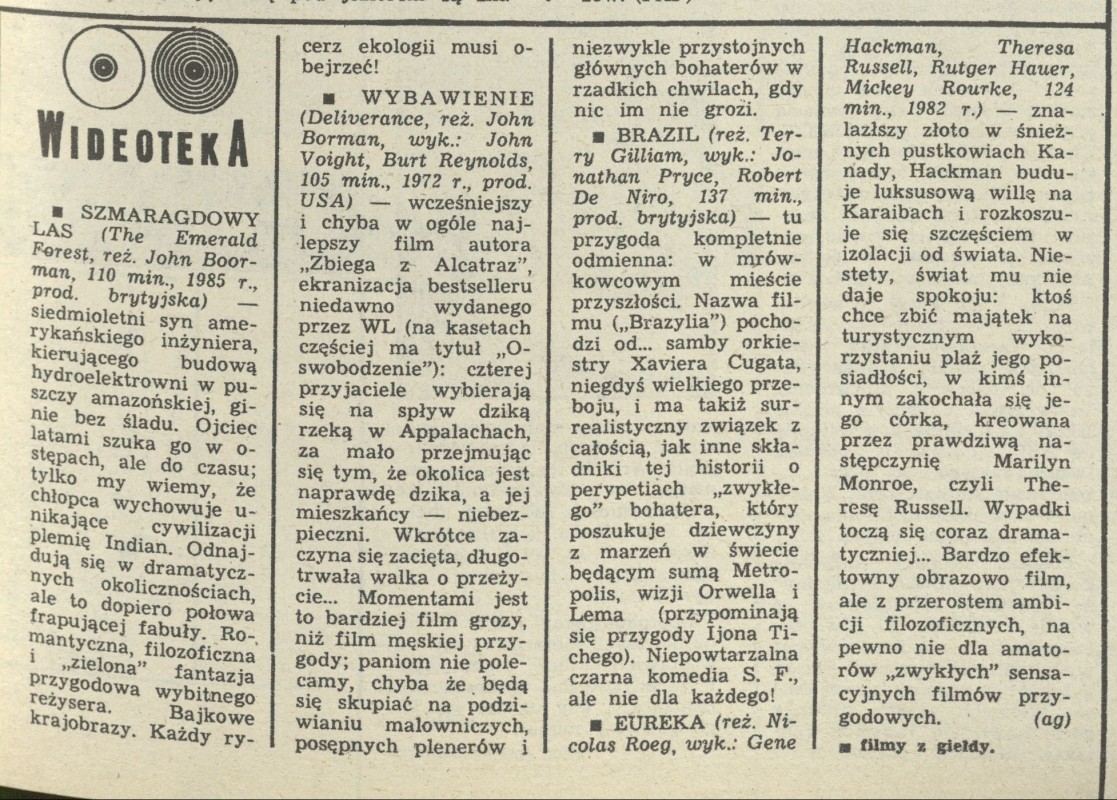 WIDEOTEKA
■ SZMARAGDOWY
LAS (The Emerald
Forest, reż. John Boor-
man, 110 min., 1985 r.,
prod. brytyjska) —
siedmioletni syn ame-
rykańskiego inżyniera,
kierującego budową
hydroelektrowni w pu-
szczy amazońskiej, gi-
nie bez śladu. Ojciec
latami szuka go w o-
stępach, ale do czasu;
tylko my wiemy, że
chłopca wychowuje u-
nikające cywilizacji
plemię Indian. Odnaj-
dują się w dramatycz-
nych okolicznościach,
ale to dopiero połowa
frapującej fabuły. Ro-
mantyczna, filozoficzna
i „zielona” fantazja
przygodowa wybitnego
reżysera. Bajkowe
krajobrazy. Każdy ry-
cerz ekologii musi o-
bejrzeć!
■ WYBAWIENIE
(Deliverance, reż. John
Borman, wyk.: John
Voight, Burt Reynolds,
105 min., 1972 r., prod.
USA) — wcześniejszy
i chyba w ogóle naj-
lepszy film autora
„Zbiega z Alcatraz”,
ekranizacja bestselleru
niedawno wydanego
przez WL (na kasetach
częściej ma tytuł „O-
swobodzenie”): czterej
przyjaciele wybierają
się na spływ dziką
rzeką w Appalachach,
za mało przejmując
się tym, że okolica jest
naprawdę dzika, a jej
mieszkańcy — niebez-
pieczni. Wkrótce za-
czyna się zacięta, długo-
trwała walka o przeży-
cie... Momentami jest
to bardziej film grozy,
niż film męskiej przy-
gody; paniom nie pole-
camy, chyba że będą
się skupiać na podzi-
wianiu malowniczych,
posępnych plenerów i
niezwykle przystojnych
głównych bohaterów w
rzadkich chwilach, gdy
nic im nie grozi.
■ BRAZIL (reż. Ter-
ry Gilliam, wyk.: Jo-
nathan Pryce, Robert
De Niro, 137 min.,
prod. brytyjska) — tu
przygoda kompletnie
odmienna: w mrów-
kowcowym mieście
przyszłości. Nazwa fil-
mu („Brazylia”) pocho-
dzi od... samby orkie-
stry Xaviera Cugata,
niegdyś wielkiego prze-
boju, i ma takiż sur-
realistyczny związek z
całością, jak inne skła-
dniki tej historii o
perypetiach „zwykłe-
go” bohatera, który
poszukuje dziewczyny
z marzeń w świecie
będącym sumą Metro-
polis, wizji Orwella i
Lema (przypominają
się przygody Ijona Ti-
chego). Niepowtarzalna
czarna komedia S. F.,
ale nie dla każdego!
■ EUREKA (reż. Ni-
colas Roeg, wyk.: Gene
Hackman, Theresa
Russell, Rutger Hauer,
Mickey Rourke, 124
min., 1982 r.) — zna-
lazłszy złoto w śnież-
nych pustkowiach Ka-
nady, Hackman budu-
je luksusową willę na
Karaibach i rozkoszu-
je się szczęściem w
izolacji od świata. Nie-
stety, świat mu nie
daje spokoju: ktoś
chce zbić majątek na
turystycznym wyko-
rzystaniu plaż jego po-
siadłości, w kimś in-
nym zakochała się je-
go córka, kreowana
przez prawdziwą na-
stępczynię Marilyn
Monroe, czyli The-
resę Russell. Wypadki
toczą się coraz drama-
tyczniej... Bardzo efek-
towny obrazowo film,
ale z przerostem ambi-
cji filozoficznych, na
pewno nie dla amato-
rów „zwykłych” sensa-
cyjnych filmów przy-
godowych. (ag)
■ filmy z giełdy.